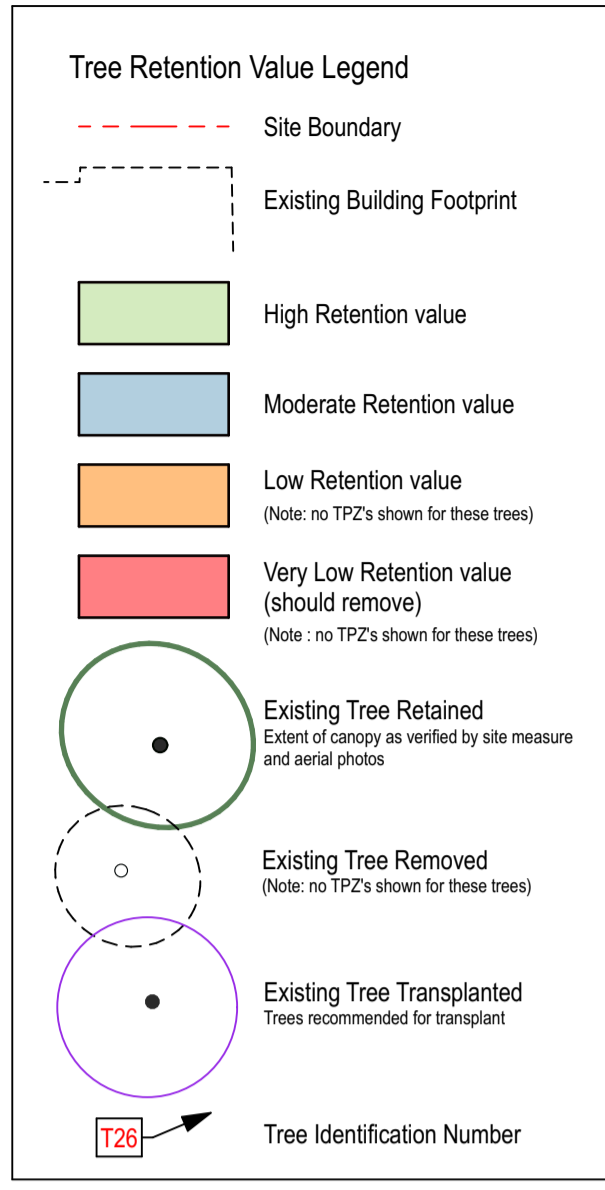 Tree Retention Value Legend
Site Boundary
Existing Building Footprint
High Retention value
Moderate Retention value
Low Retention value
(Note: no TPZ's shown for these trees)
Very Low Retention value
(should remove)
(Note : no TPZ's shown for these trees)
Existing Tree Retained
Extent of canopy as verified by site measure
and aerial photos
Existing Tree Removed
(Note: no TPZ's shown for these trees)
Existing Tree Transplanted
Trees recommended for transplant
T26
Tree Identification Number